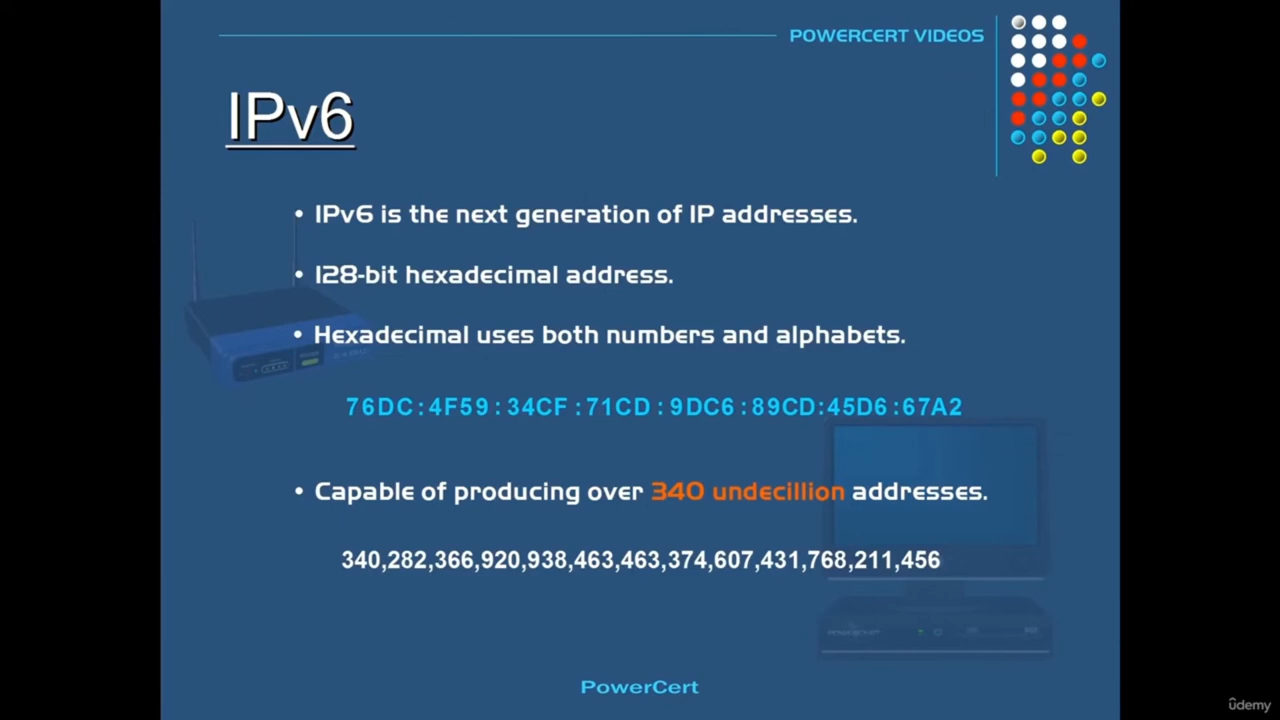 POWERCERT VIDEOS
IPv6
• IPv6 is the next generation of IP addresses.
• 128-bit hexadecimal address.
• Hexadecimal uses both numbers and alphabets.
76DC:4F59:34CF:71CD:9DC6:89CD:45D6:67A2
• Capable of producing over 340 undecillion addresses.
340,282,366,920,938,463,463,374,607,431,768,211,456
PowerCert
ûdemy